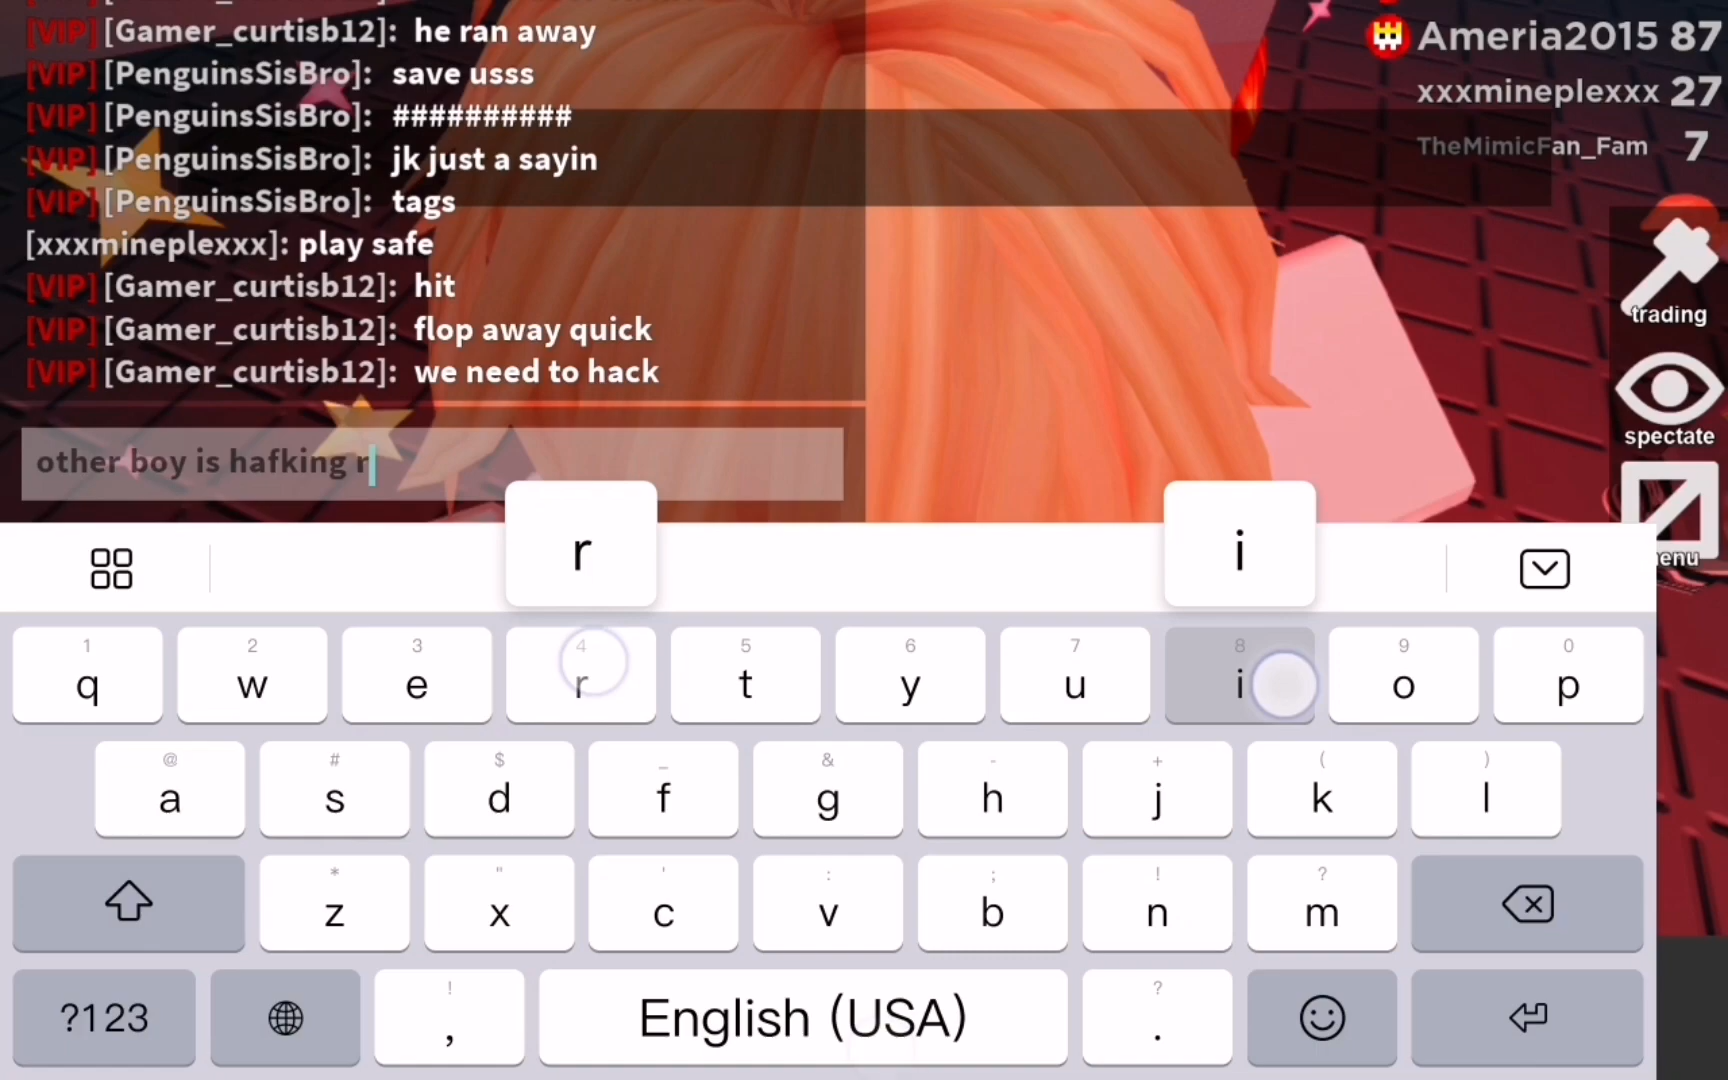 [VIP] [Gamer_curtisb12]: he ran away
[VIP] [PenguinsSisBro]: save usss
[VIP] [PenguinsSisBro]: ##########
[VIP] [PenguinsSisBro]: jk just a sayin
[VIP] [PenguinsSisBro]: tags
[xxxmineplexxx]: play safe
[VIP] [Gamer_curtisb12]: hit
[VIP] [Gamer_curtisb12]: flop away quick
[VIP] [Gamer_curtisb12]: we need to hack
other boy is hafking r
Ameria2015 87
xxxmineplexxx 27
TheMimicFan_Fam 7
trading
spectate
menu
r i
1 2 3 4 5 6 7 8 9 0
q w e r t y u i o p
@ # $ _ & - + ( )
a s d f g h j k l
* " ' : ; ! ?
z x c v b n m
! ?
?123 , English (USA) .